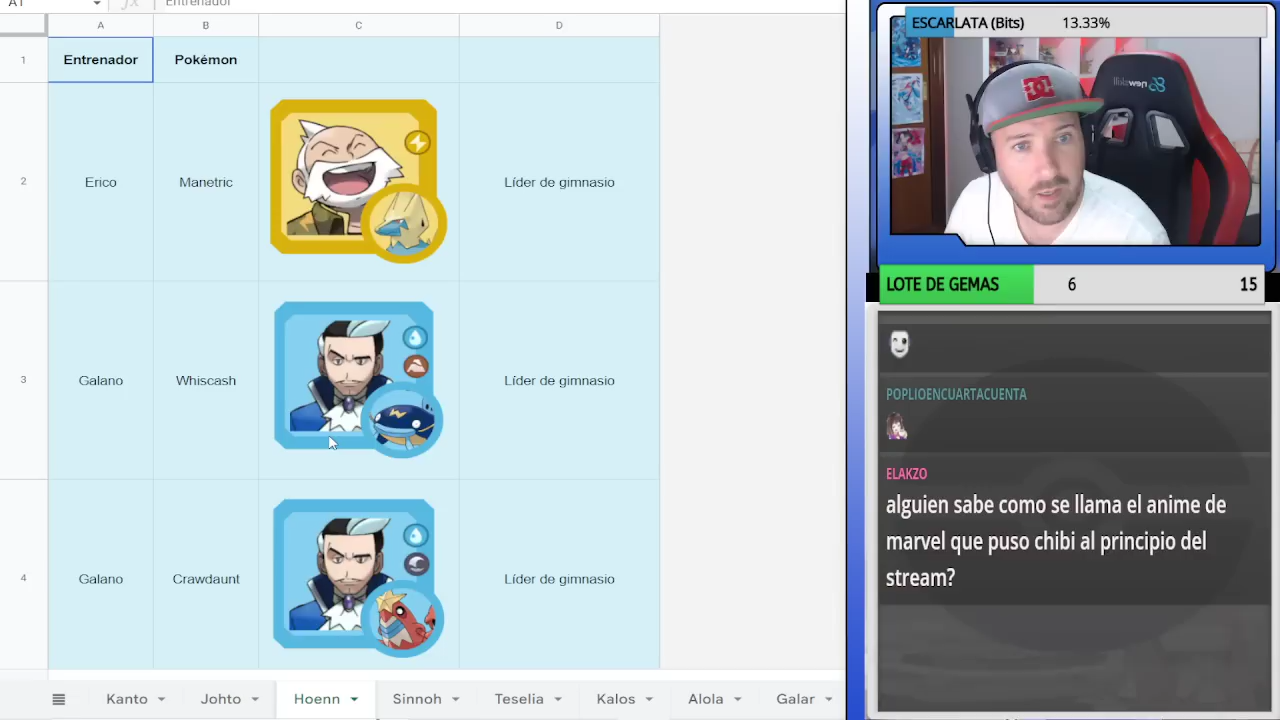 A1 Entrenador
A B C D
1 Entrenador Pokémon
2 Erico Manetric Líder de gimnasio
3 Galano Whiscash Líder de gimnasio
4 Galano Crawdaunt Líder de gimnasio
Kanto Johto Hoenn Sinnoh Teselia Kalos Alola Galar
ESCARLATA (Bits) 13.33%
newskill
LOTE DE GEMAS 6 15
POPLIOENCUARTACUENTA
ELAKZO
alguien sabe como se llama el anime de
marvel que puso chibi al principio del
stream?